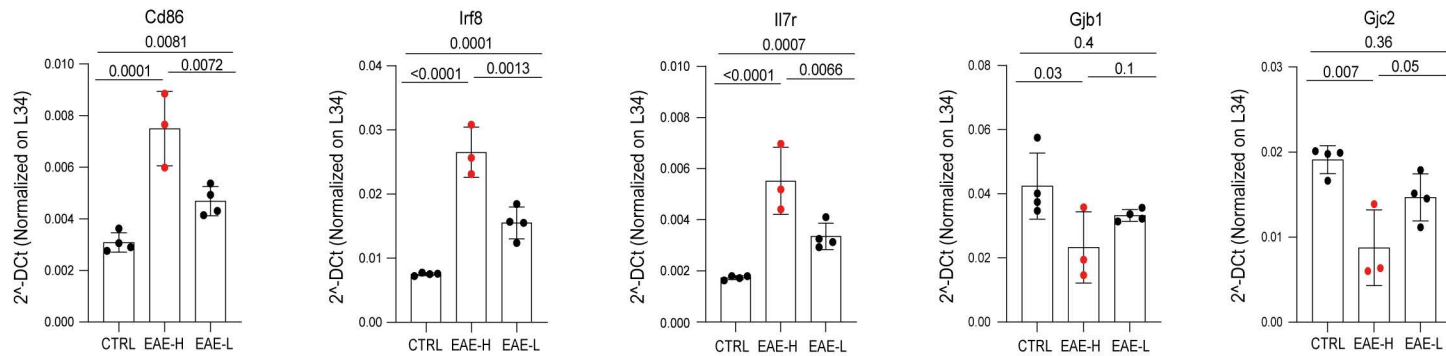 Cd86
0.0081
0.0001 0.0072
2^-DCt (Normalized on L34)
0.010
0.008
0.006
0.004
0.002
0.000
CTRL EAE-H EAE-L
Irf8
0.0001
<0.0001 0.0013
2^-DCt (Normalized on L34)
0.04
0.03
0.02
0.01
0.00
CTRL EAE-H EAE-L
Il7r
0.0007
<0.0001 0.0066
2^-DCt (Normalized on L34)
0.010
0.008
0.006
0.004
0.002
0.000
CTRL EAE-H EAE-L
Gjb1
0.4
0.03 0.1
2^-DCt (Normalized on L34)
0.08
0.06
0.04
0.02
0.00
CTRL EAE-H EAE-L
Gjc2
0.36
0.007 0.05
2^-DCt (Normalized on L34)
0.03
0.02
0.01
0.00
CTRL EAE-H EAE-L